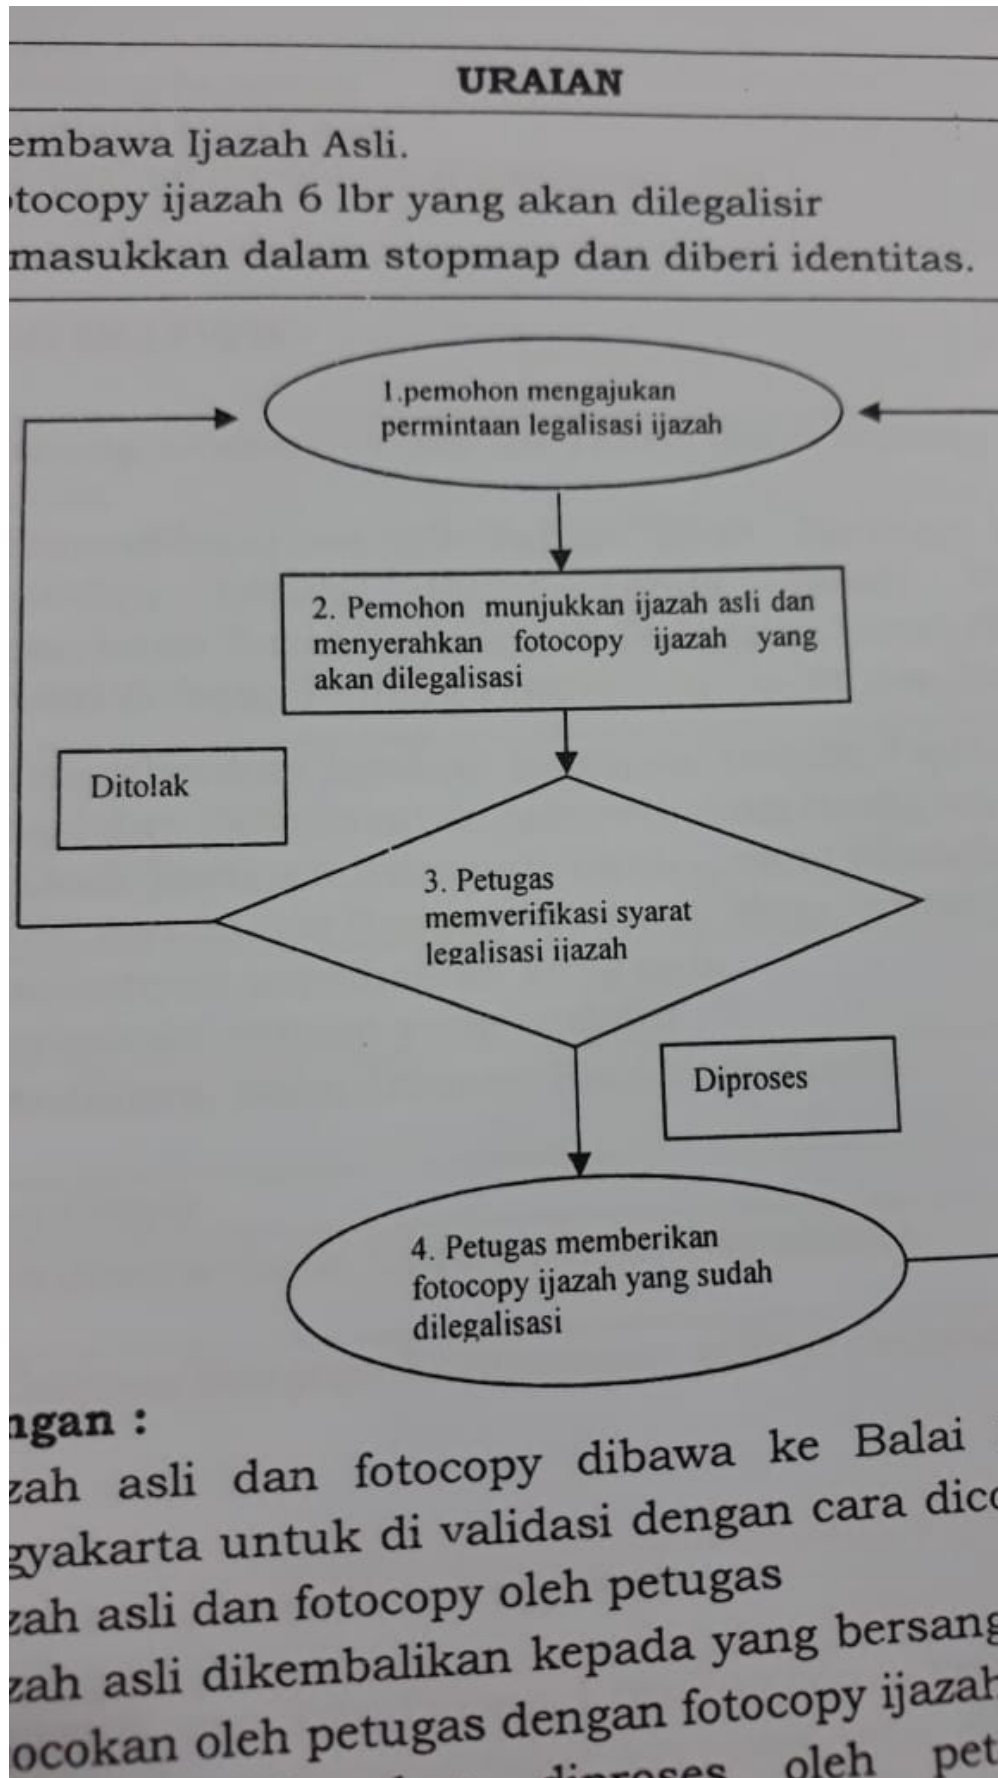 URAIAN
embawa Ijazah Asli.
tocopy ijazah 6 lbr yang akan dilegalisir
masukkan dalam stopmap dan diberi identitas.
1.pemohon mengajukan
permintaan legalisasi ijazah
2. Pemohon munjukkan ijazah asli dan
menyerahkan fotocopy ijazah yang
akan dilegalisasi
Ditolak
3. Petugas
memverifikasi syarat
legalisasi ijazah
Diproses
4. Petugas memberikan
fotocopy ijazah yang sudah
dilegalisasi
ngan :
zah asli dan fotocopy dibawa ke Balai
gyakarta untuk di validasi dengan cara dico
zah asli dan fotocopy oleh petugas
zah asli dikembalikan kepada yang bersang
ocokan oleh petugas dengan fotocopy ijazah
diproses oleh pet